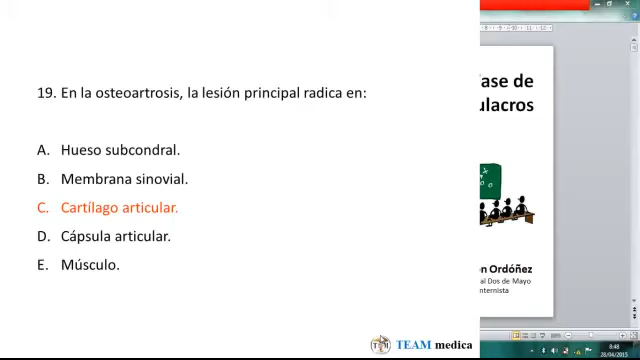 19. En la osteoartrosis, la lesión principal radica en:
A. Hueso subcondral.
B. Membrana sinovial.
C. Cartílago articular.
D. Cápsula articular.
E. Músculo.
TEAM medica
ase de
ulacros
n Ordóñez
al Dos de Mayo
nternista
8:48
28/04/2015